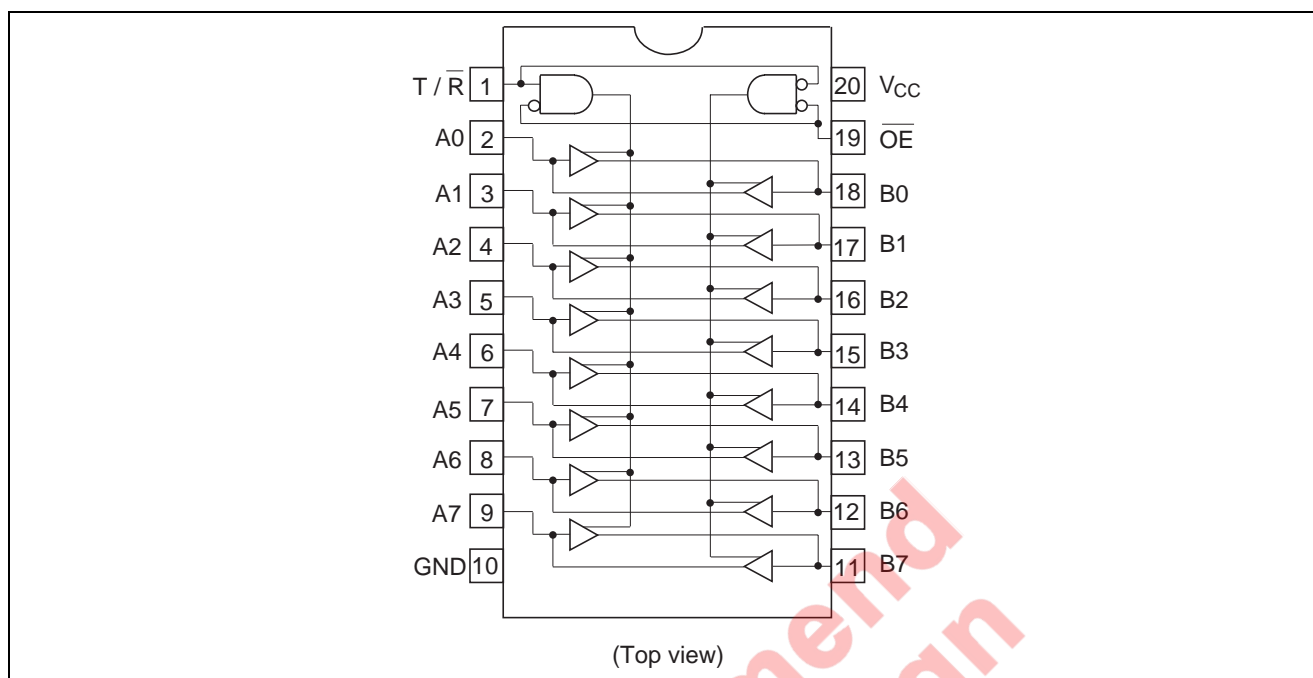 T / R̅ 1
A0 2
A1 3
A2 4
A3 5
A4 6
A5 7
A6 8
A7 9
GND 10
20 VCC
19 O̅E̅
18 B0
17 B1
16 B2
15 B3
14 B4
13 B5
12 B6
11 B7
(Top view)